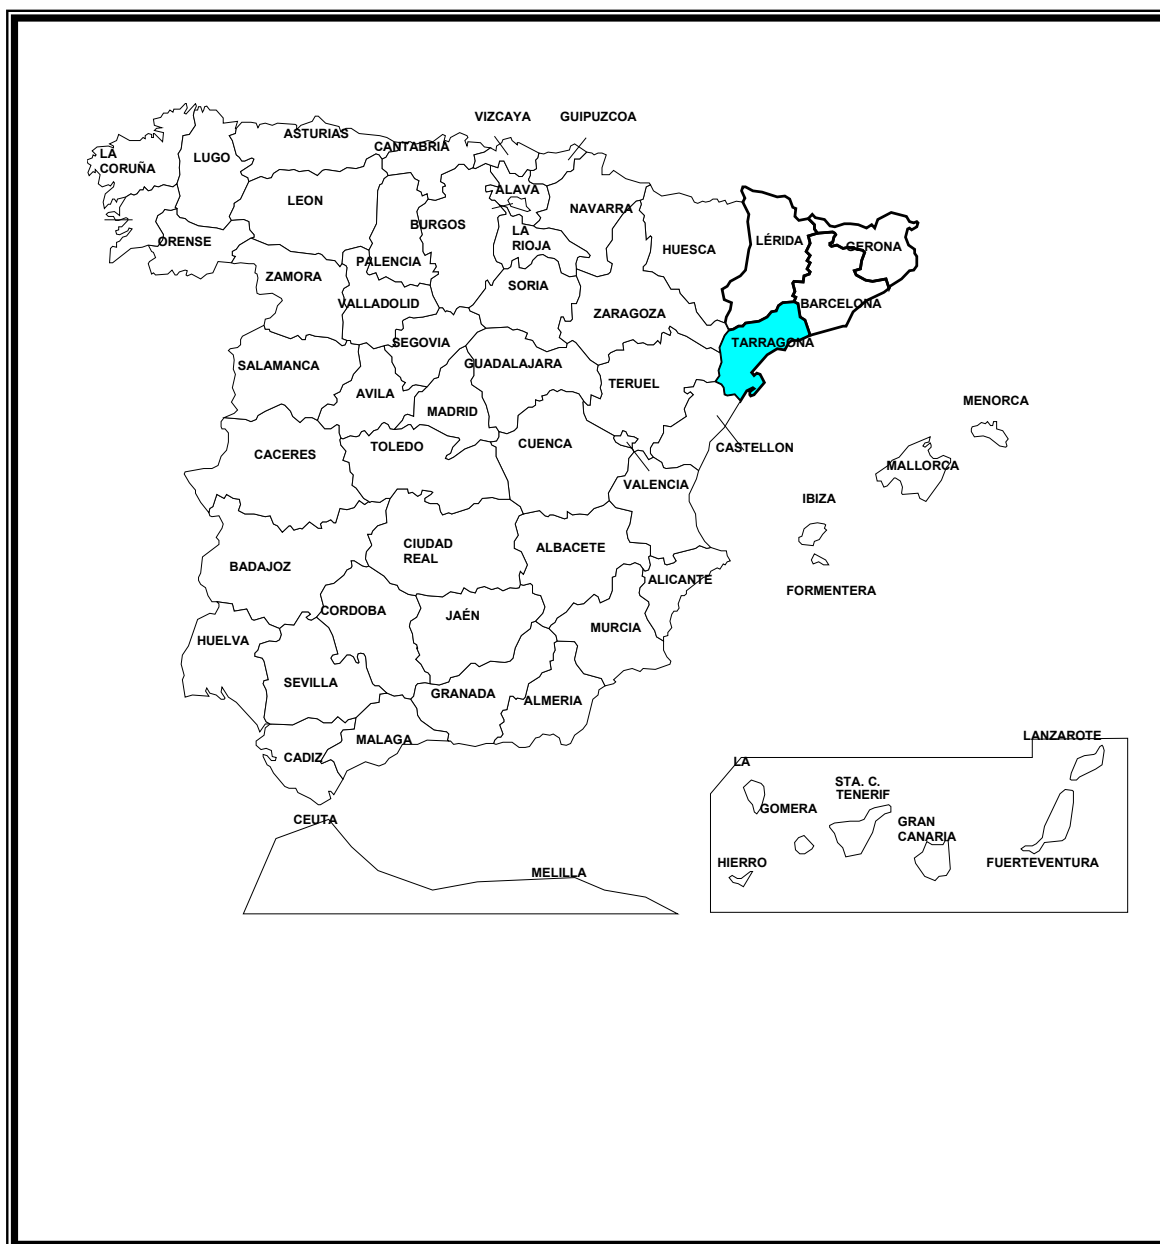 VIZCAYA
GUIPUZCOA
ASTURIAS
CANTABRIA
LA
CORUÑA
LUGO
ALAVA
LEON
NAVARRA
BURGOS
LA
RIOJA
ORENSE
HUESCA
LÉRIDA
GERONA
PALENCIA
ZAMORA
SORIA
VALLADOLID
BARCELONA
ZARAGOZA
SEGOVIA
TARRAGONA
SALAMANCA
GUADALAJARA
TERUEL
AVILA
MADRID
MENORCA
TOLEDO
CUENCA
CASTELLON
CACERES
MALLORCA
VALENCIA
IBIZA
CIUDAD
REAL
ALBACETE
BADAJOZ
ALICANTE
FORMENTERA
CORDOBA
JAÉN
MURCIA
HUELVA
SEVILLA
GRANADA
ALMERIA
MALAGA
CADIZ
LANZAROTE
LA
GOMERA
STA. C.
TENERIF
GRAN
CANARIA
CEUTA
HIERRO
FUERTEVENTURA
MELILLA